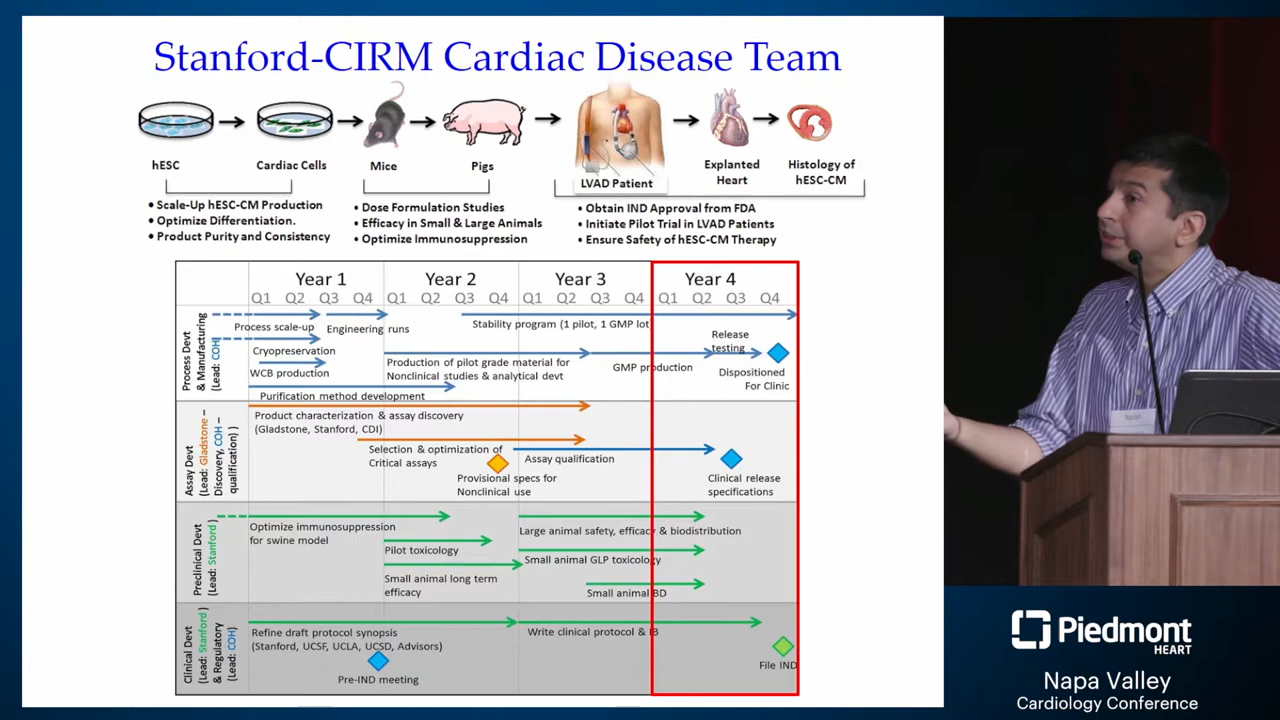 Stanford-CIRM Cardiac Disease Team
hESC
Cardiac Cells
Mice
Pigs
LVAD Patient
Explanted
Heart
Histology of
hESC-CM
• Scale-Up hESC-CM Production
• Optimize Differentiation.
• Product Purity and Consistency
• Dose Formulation Studies
• Efficacy in Small & Large Animals
• Optimize Immunosuppression
• Obtain IND Approval from FDA
• Initiate Pilot Trial in LVAD Patients
• Ensure Safety of hESC-CM Therapy
Year 1 Year 2 Year 3 Year 4
Q1 Q2 Q3 Q4 Q1 Q2 Q3 Q4 Q1 Q2 Q3 Q4 Q1 Q2 Q3 Q4
Process Devt
& Manufacturing
(Lead: COH)
Process scale-up
Engineering runs
Stability program (1 pilot, 1 GMP lot
Cryopreservation
WCB production
Production of pilot grade material for
Nonclinical studies & analytical devt
GMP production
Release
testing
Dispositioned
For Clinic
Purification method development
Assay Devt
(Lead: Gladstone –
Discovery, COH –
qualification)
Product characterization & assay discovery
(Gladstone, Stanford, CDI)
Selection & optimization of
Critical assays
Assay qualification
Provisional specs for
Nonclinical use
Clinical release
specifications
Preclinical Devt
(Lead: Stanford)
Optimize immunosuppression
for swine model
Large animal safety, efficacy & biodistribution
Pilot toxicology
Small animal GLP toxicology
Small animal long term
efficacy
Small animal BD
Clinical Devt
(Lead: Stanford)
& Regulatory
(Lead: COH)
Refine draft protocol synopsis
(Stanford, UCSF, UCLA, UCSD, Advisors)
Write clinical protocol & IB
Pre-IND meeting
File IND
Piedmont
HEART
Napa Valley
Cardiology Conference